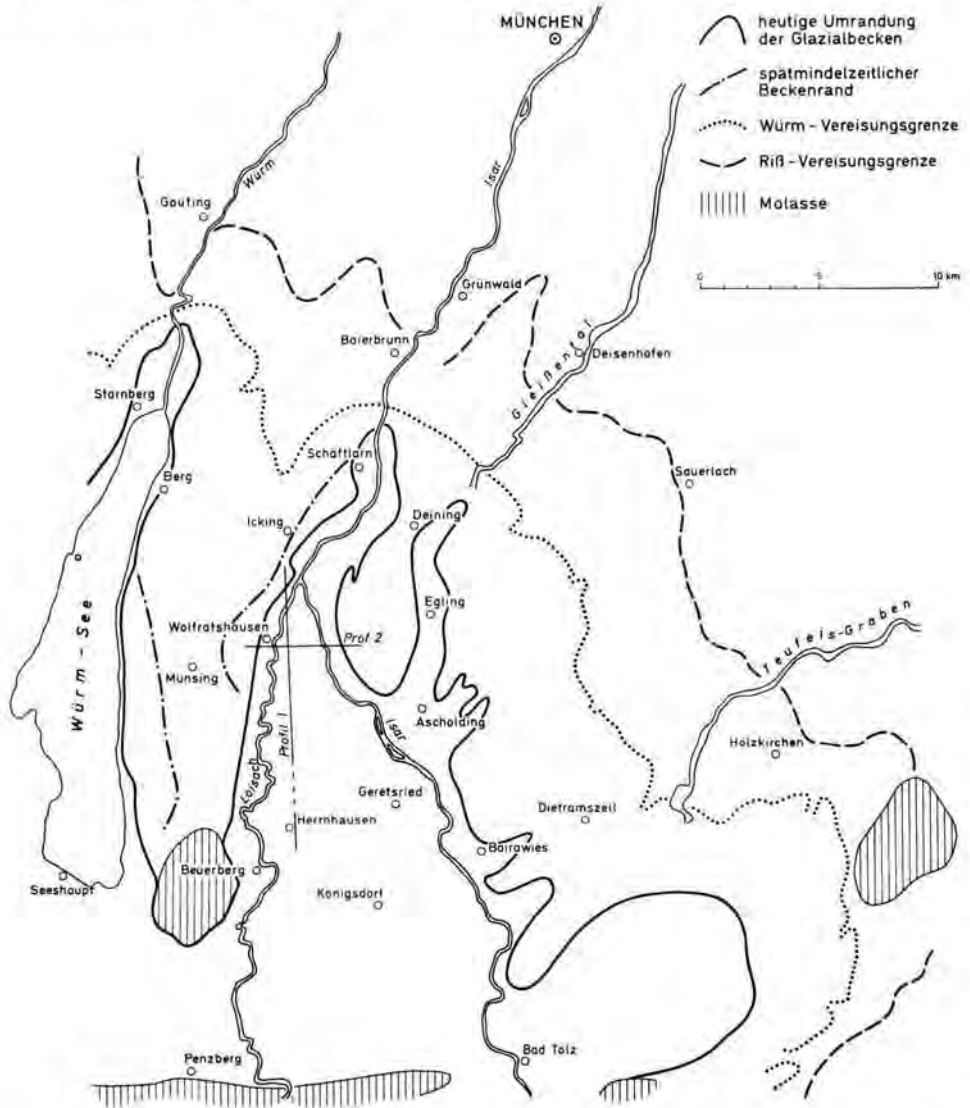 MÜNCHEN
heutige Umrandung
der Glazialbecken
spätmindelzeitlicher
Beckenrand
Würm - Vereisungsgrenze
Riß - Vereisungsgrenze
Molasse
0 5 10 km
Würm
Isar
Gauting
Grünwald
Baierbrunn
Gleißental
Deisenhofen
Starnberg
Schäftlarn
Sauerlach
Berg
Icking
Deining
Würm - See
Egling
Wolfratshausen
Prof. 2
Münsing
Teufels-Graben
Profil 1
Isar
Ascholding
Holzkirchen
Loisach
Geretsried
Dietramszell
Herrnhausen
Bairawies
Beuerberg
Seeshaupt
Königsdorf
Penzberg
Bad Tölz